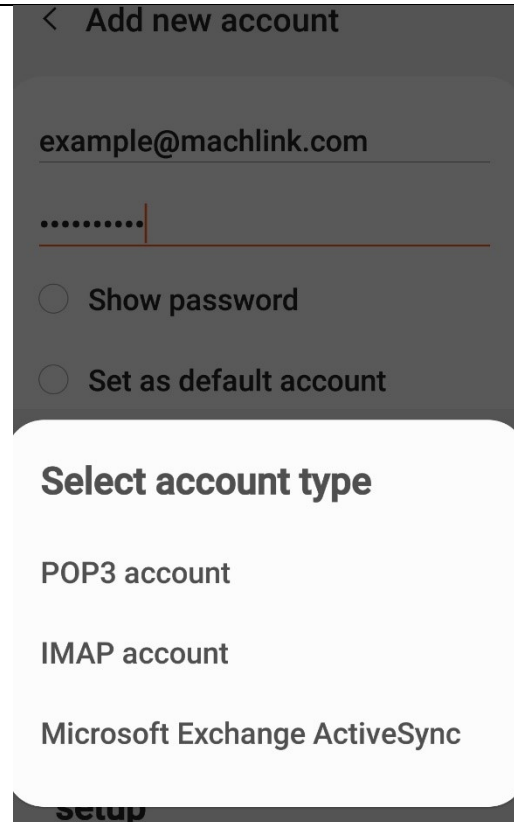 < Add new account
example@machlink.com
••••••••••
Show password
Set as default account
Select account type
POP3 account
IMAP account
Microsoft Exchange ActiveSync
setup